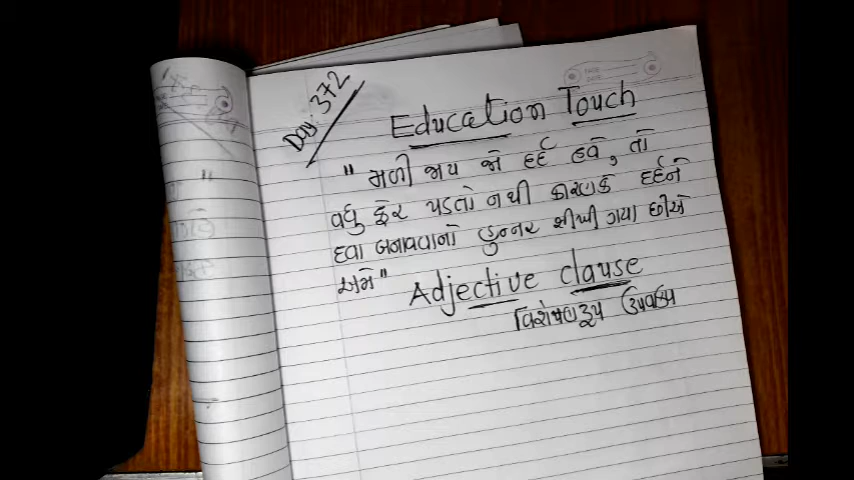 Day: 372
Education Touch
" મળી જાય જો દર્દ હવે, તો
વધુ ફેર પડતો નથી કારણકે દર્દને
દવા બનાવવાનો હુન્નર શીખી ગયા છીએ
અમે "
Adjective clause
વિશેષણરૂપ ઉપવાક્ય